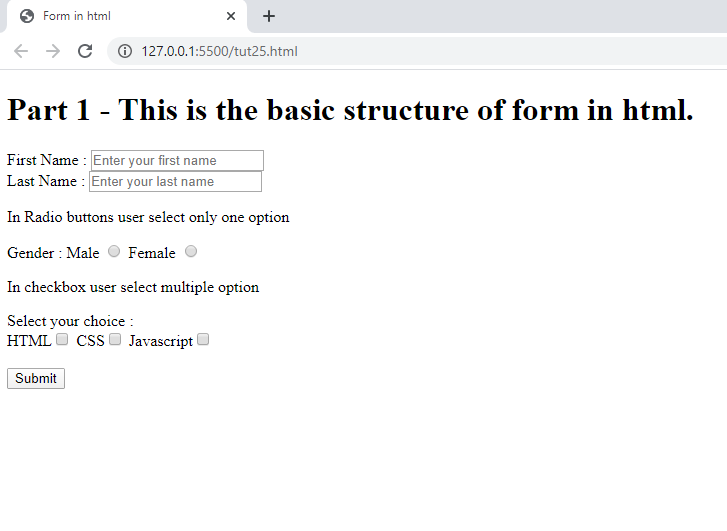 Form in html
127.0.0.1:5500/tut25.html
Part 1 - This is the basic structure of form in html.
First Name : Enter your first name
Last Name : Enter your last name
In Radio buttons user select only one option
Gender : Male Female
In checkbox user select multiple option
Select your choice :
HTML CSS Javascript
Submit